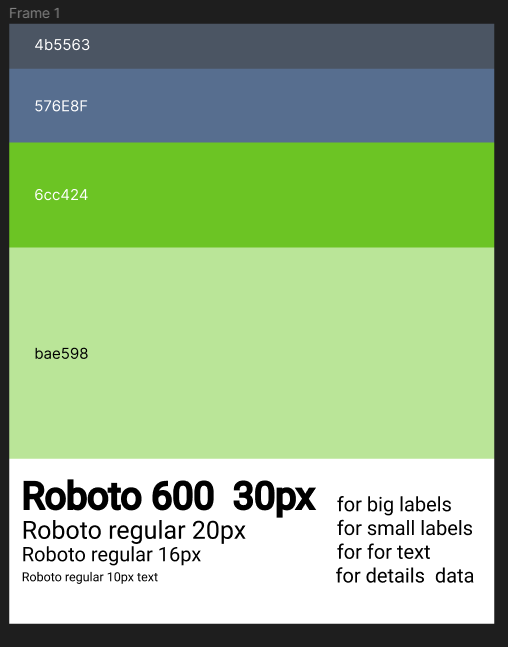 Frame 1
4b5563
576E8F
6cc424
bae598
Roboto 600  30px
for big labels
Roboto regular 20px
for small labels
Roboto regular 16px
for for text
Roboto regular 10px text
for details  data